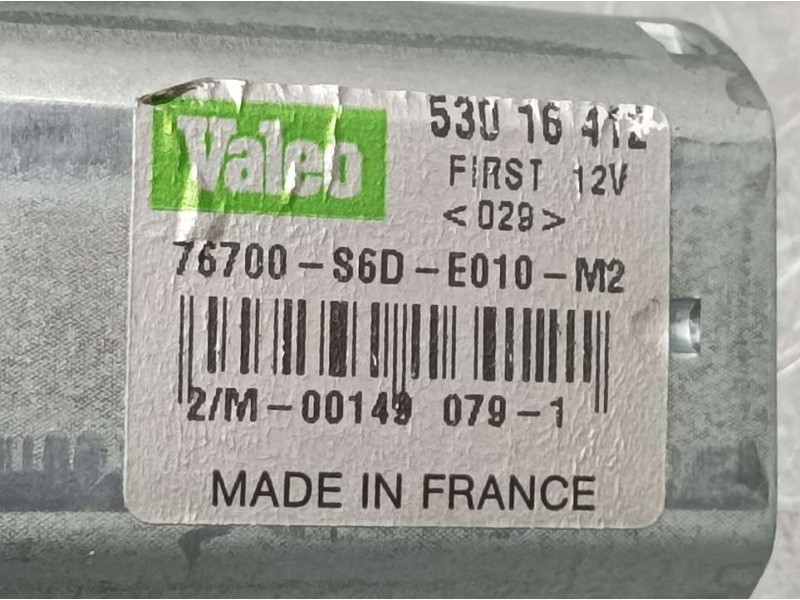 Valeo
530 16 412
FIRST 12V
<029>
76700-S6D-E010-M2
2/M-00149 079-1
MADE IN FRANCE